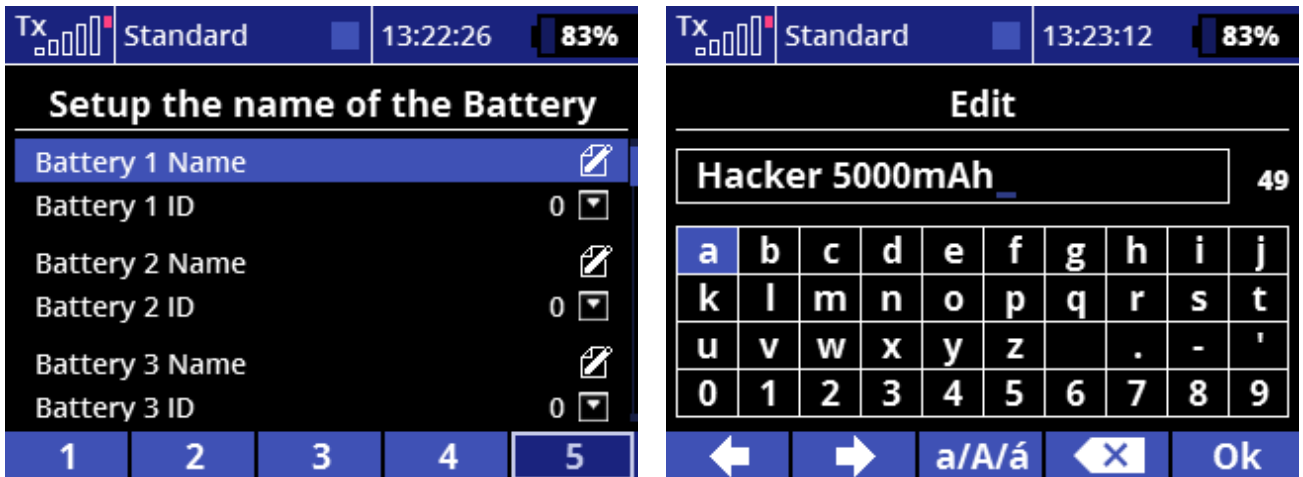 Tx Standard 13:22:26 83%
Setup the name of the Battery
Battery 1 Name
Battery 1 ID 0
Battery 2 Name
Battery 2 ID 0
Battery 3 Name
Battery 3 ID 0
1 2 3 4 5
Tx Standard 13:23:12 83%
Edit
Hacker 5000mAh_ 49
a b c d e f g h i j
k l m n o p q r s t
u v w x y z . - '
0 1 2 3 4 5 6 7 8 9
a/A/á Ok